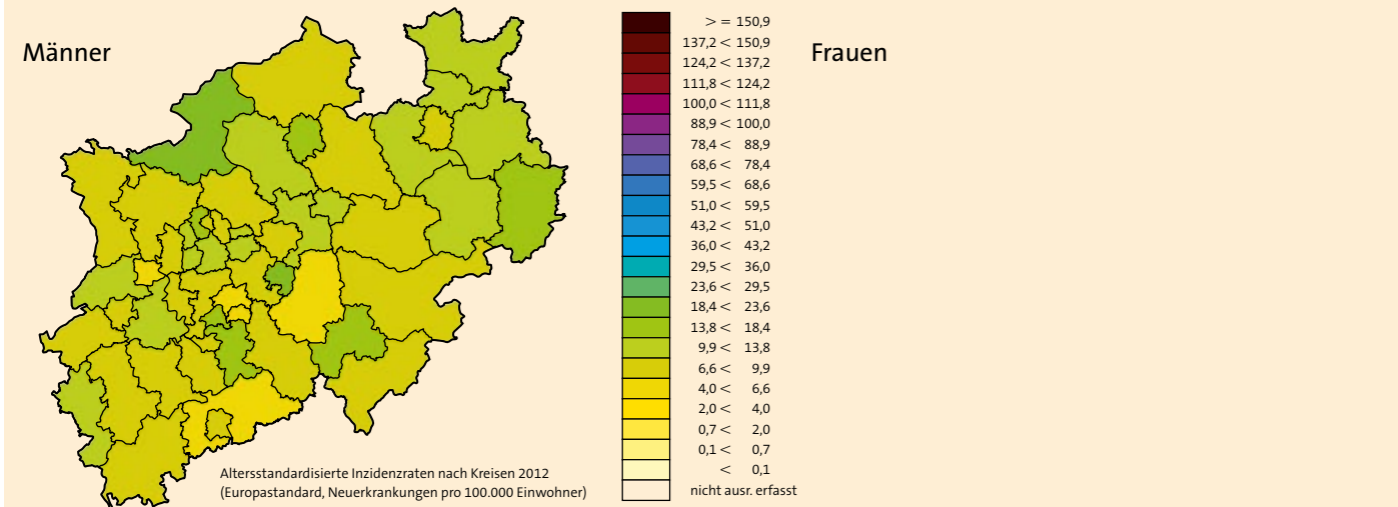 Männer
Altersstandardisierte Inzidenzraten nach Kreisen 2012
(Europastandard, Neuerkrankungen pro 100.000 Einwohner)
> = 150,9
137,2 < 150,9
124,2 < 137,2
111,8 < 124,2
100,0 < 111,8
88,9 < 100,0
78,4 < 88,9
68,6 < 78,4
59,5 < 68,6
51,0 < 59,5
43,2 < 51,0
36,0 < 43,2
29,5 < 36,0
23,6 < 29,5
18,4 < 23,6
13,8 < 18,4
9,9 < 13,8
6,6 < 9,9
4,0 < 6,6
2,0 < 4,0
0,7 < 2,0
0,1 < 0,7
< 0,1
nicht ausr. erfasst
Frauen